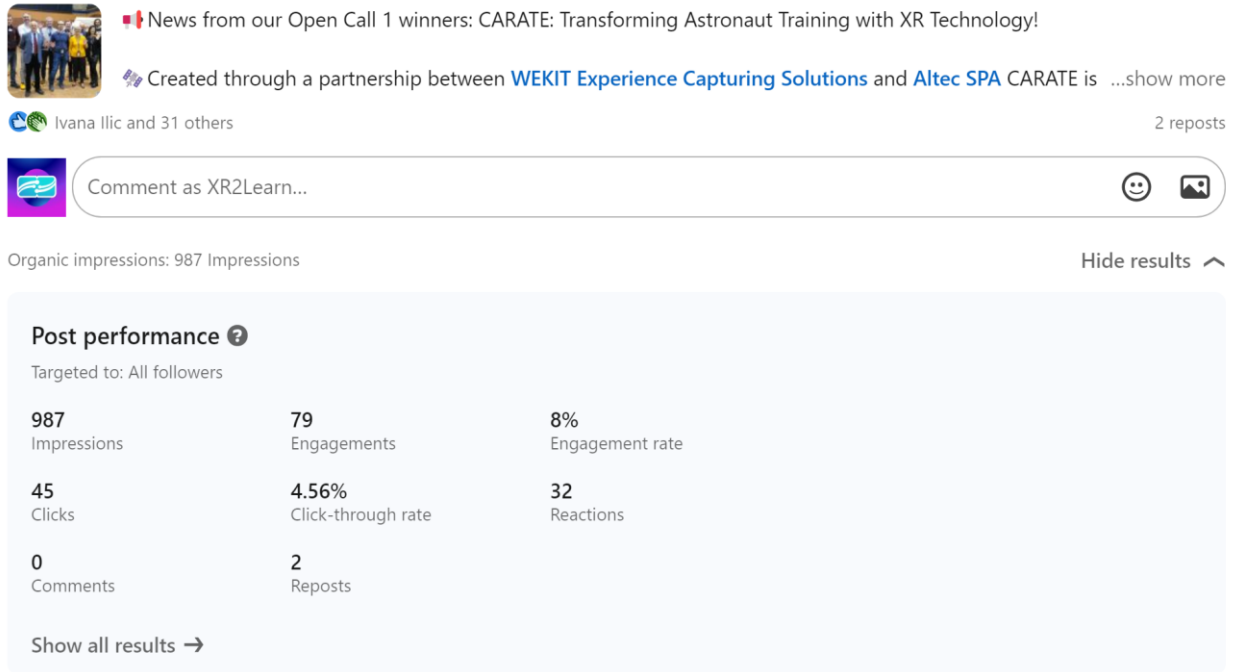 📢News from our Open Call 1 winners: CARATE: Transforming Astronaut Training with XR Technology!
🛰️Created through a partnership between WEKIT Experience Capturing Solutions and Altec SPA CARATE is ...show more
Ivana Ilic and 31 others
2 reposts
Comment as XR2Learn...
Organic impressions: 987 Impressions
Hide results
Post performance
Targeted to: All followers
987 79 8%
Impressions Engagements Engagement rate
45 4.56% 32
Clicks Click-through rate Reactions
0 2
Comments Reposts
Show all results →